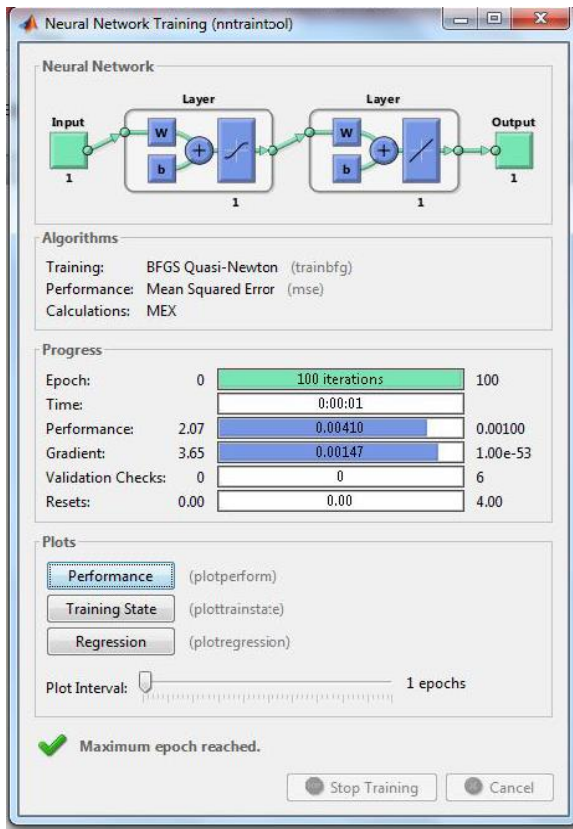 Neural Network Training (nntraintool)
Neural Network
Layer Layer
Input Output
W W
b b
1 1
1 1
Algorithms
Training: BFGS Quasi-Newton (trainbfg)
Performance: Mean Squared Error (mse)
Calculations: MEX
Progress
Epoch: 0 100 iterations 100
Time: 0:00:01
Performance: 2.07 0.00410 0.00100
Gradient: 3.65 0.00147 1.00e-53
Validation Checks: 0 0 6
Resets: 0.00 0.00 4.00
Plots
Performance (plotperform)
Training State (plottrainstate)
Regression (plotregression)
Plot Interval: 1 epochs
Maximum epoch reached.
Stop Training Cancel